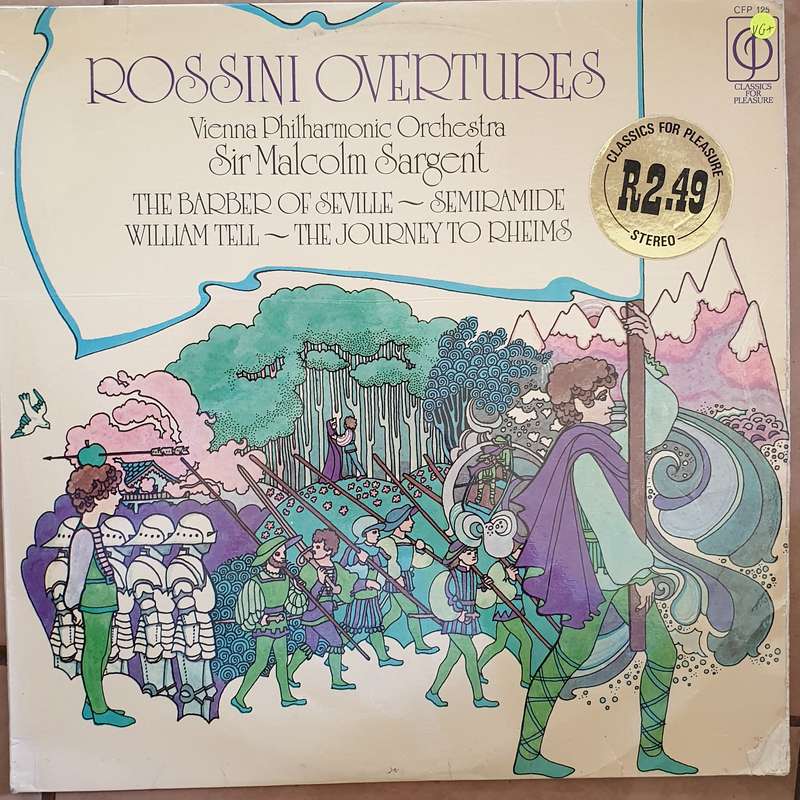 CFP 125
VG+
CLASSICS
FOR
PLEASURE
ROSSINI OVERTURES
Vienna Philharmonic Orchestra
Sir Malcolm Sargent
THE BARBER OF SEVILLE ~ SEMIRAMIDE
WILLIAM TELL ~ THE JOURNEY TO RHEIMS
CLASSICS FOR PLEASURE
R2.49
STEREO